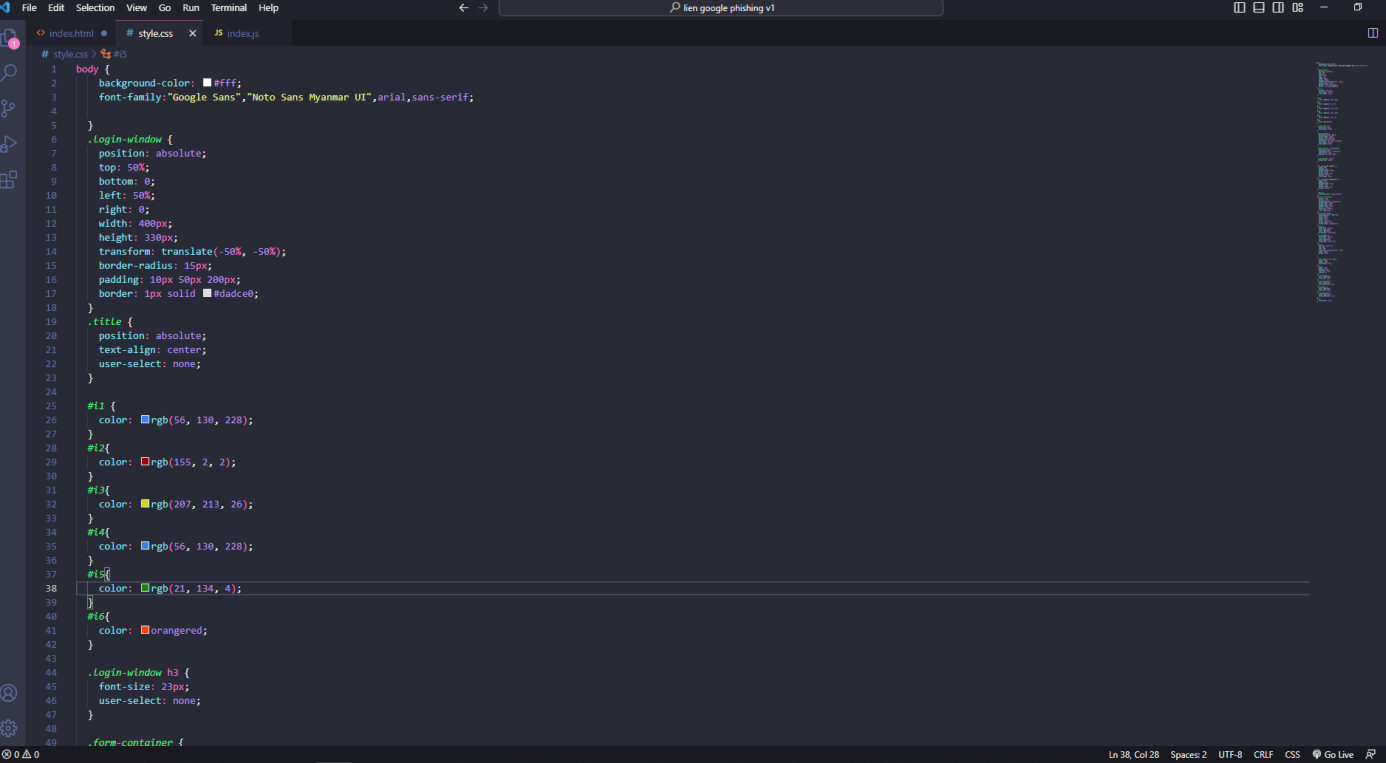 File Edit Selection View Go Run Terminal Help
lien google phishing v1
1
index.html
# style.css
JS index.js
# style.css > #i5
1 body {
2 background-color: #fff;
3 font-family:"Google Sans","Noto Sans Myanmar UI",arial,sans-serif;
4
5 }
6 .login-window {
7 position: absolute;
8 top: 50%;
9 bottom: 0;
10 left: 50%;
11 right: 0;
12 width: 400px;
13 height: 330px;
14 transform: translate(-50%, -50%);
15 border-radius: 15px;
16 padding: 10px 50px 200px;
17 border: 1px solid #dadce0;
18 }
19 .title {
20 position: absolute;
21 text-align: center;
22 user-select: none;
23 }
24
25 #i1 {
26 color: rgb(56, 130, 228);
27 }
28 #i2{
29 color: rgb(155, 2, 2);
30 }
31 #i3{
32 color: rgb(207, 213, 26);
33 }
34 #i4{
35 color: rgb(56, 130, 228);
36 }
37 #i5{
38 color: rgb(21, 134, 4);
39 }
40 #i6{
41 color: orangered;
42 }
43
44 .login-window h3 {
45 font-size: 23px;
46 user-select: none;
47 }
48
49 .form-container {
0 0
Ln 38, Col 28 Spaces: 2 UTF-8 CRLF CSS Go Live